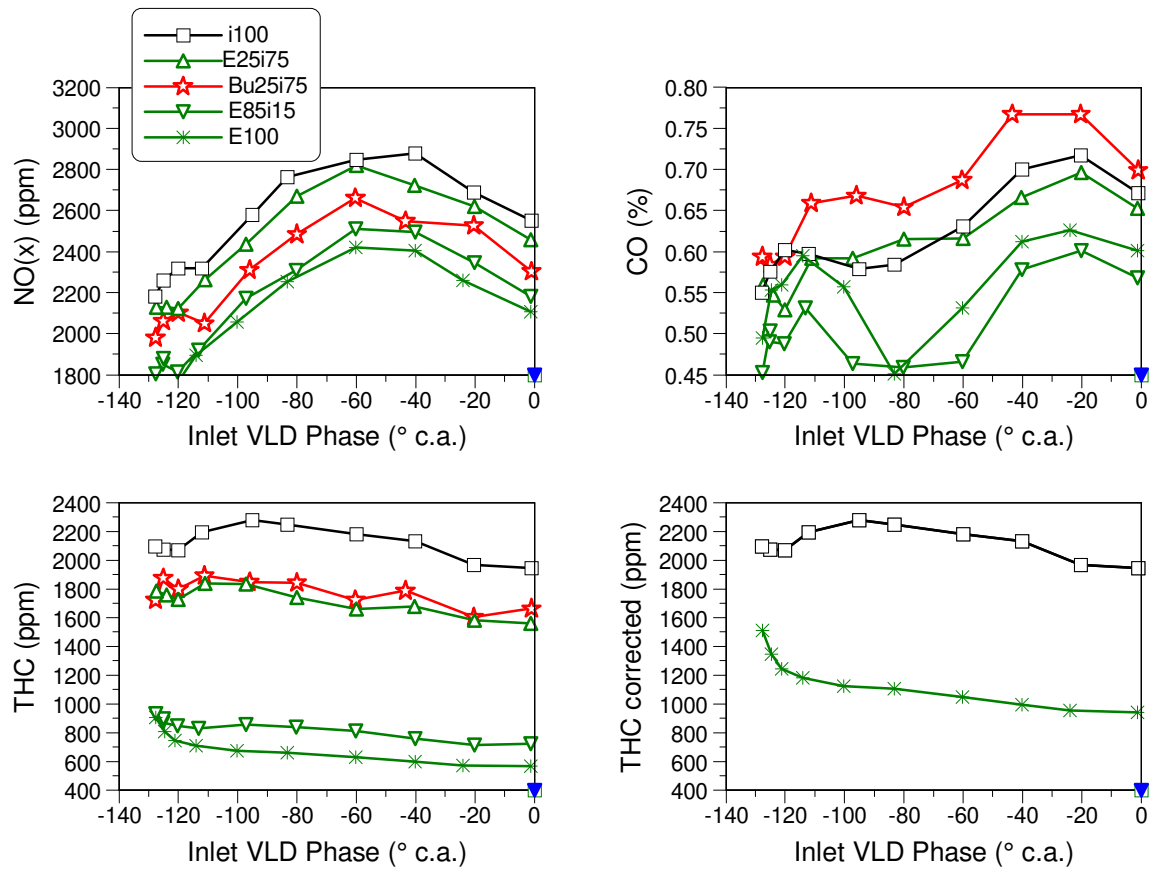 i100
E25i75
Bu25i75
E85i15
E100
3200
3000
2800
2600
2400
2200
2000
1800
NO(x) (ppm)
-140 -120 -100 -80 -60 -40 -20 0
Inlet VLD Phase (° c.a.)
0.80
0.75
0.70
0.65
0.60
0.55
0.50
0.45
CO (%)
-140 -120 -100 -80 -60 -40 -20 0
Inlet VLD Phase (° c.a.)
2400
2200
2000
1800
1600
1400
1200
1000
800
600
400
THC (ppm)
-140 -120 -100 -80 -60 -40 -20 0
Inlet VLD Phase (° c.a.)
2400
2200
2000
1800
1600
1400
1200
1000
800
600
400
THC corrected (ppm)
-140 -120 -100 -80 -60 -40 -20 0
Inlet VLD Phase (° c.a.)